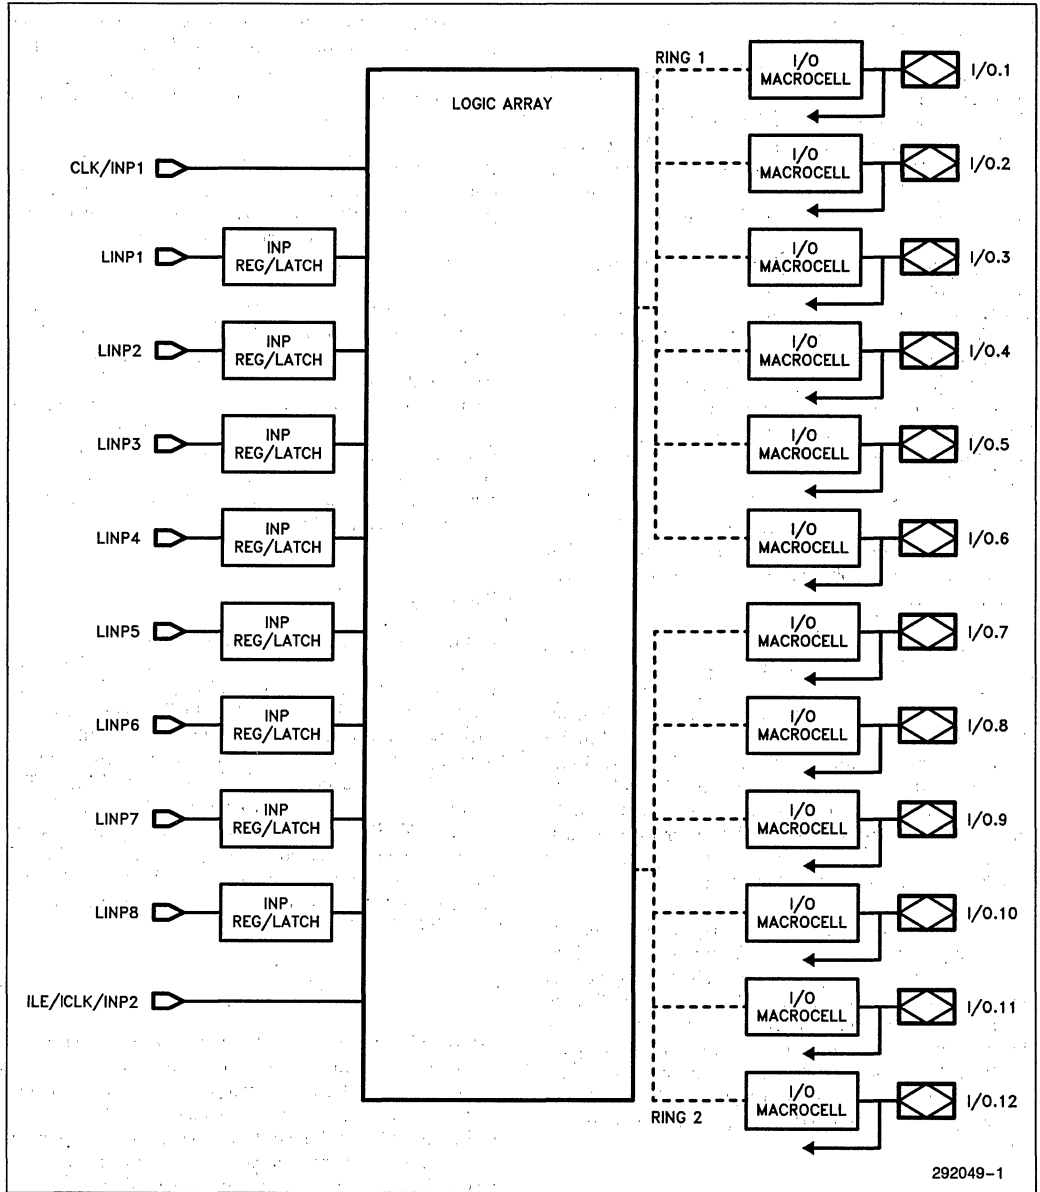 RING 1
I/O
MACROCELL
I/O.1
LOGIC ARRAY
CLK/INP1
I/O
MACROCELL
I/O.2
LINP1
INP
REG/LATCH
I/O
MACROCELL
I/O.3
LINP2
INP
REG/LATCH
I/O
MACROCELL
I/O.4
LINP3
INP
REG/LATCH
I/O
MACROCELL
I/O.5
LINP4
INP
REG/LATCH
I/O
MACROCELL
I/O.6
LINP5
INP
REG/LATCH
I/O
MACROCELL
I/O.7
LINP6
INP
REG/LATCH
I/O
MACROCELL
I/O.8
LINP7
INP
REG/LATCH
I/O
MACROCELL
I/O.9
LINP8
INP
REG/LATCH
I/O
MACROCELL
I/O.10
ILE/ICLK/INP2
I/O
MACROCELL
I/O.11
RING 2
I/O
MACROCELL
I/O.12
292049-1